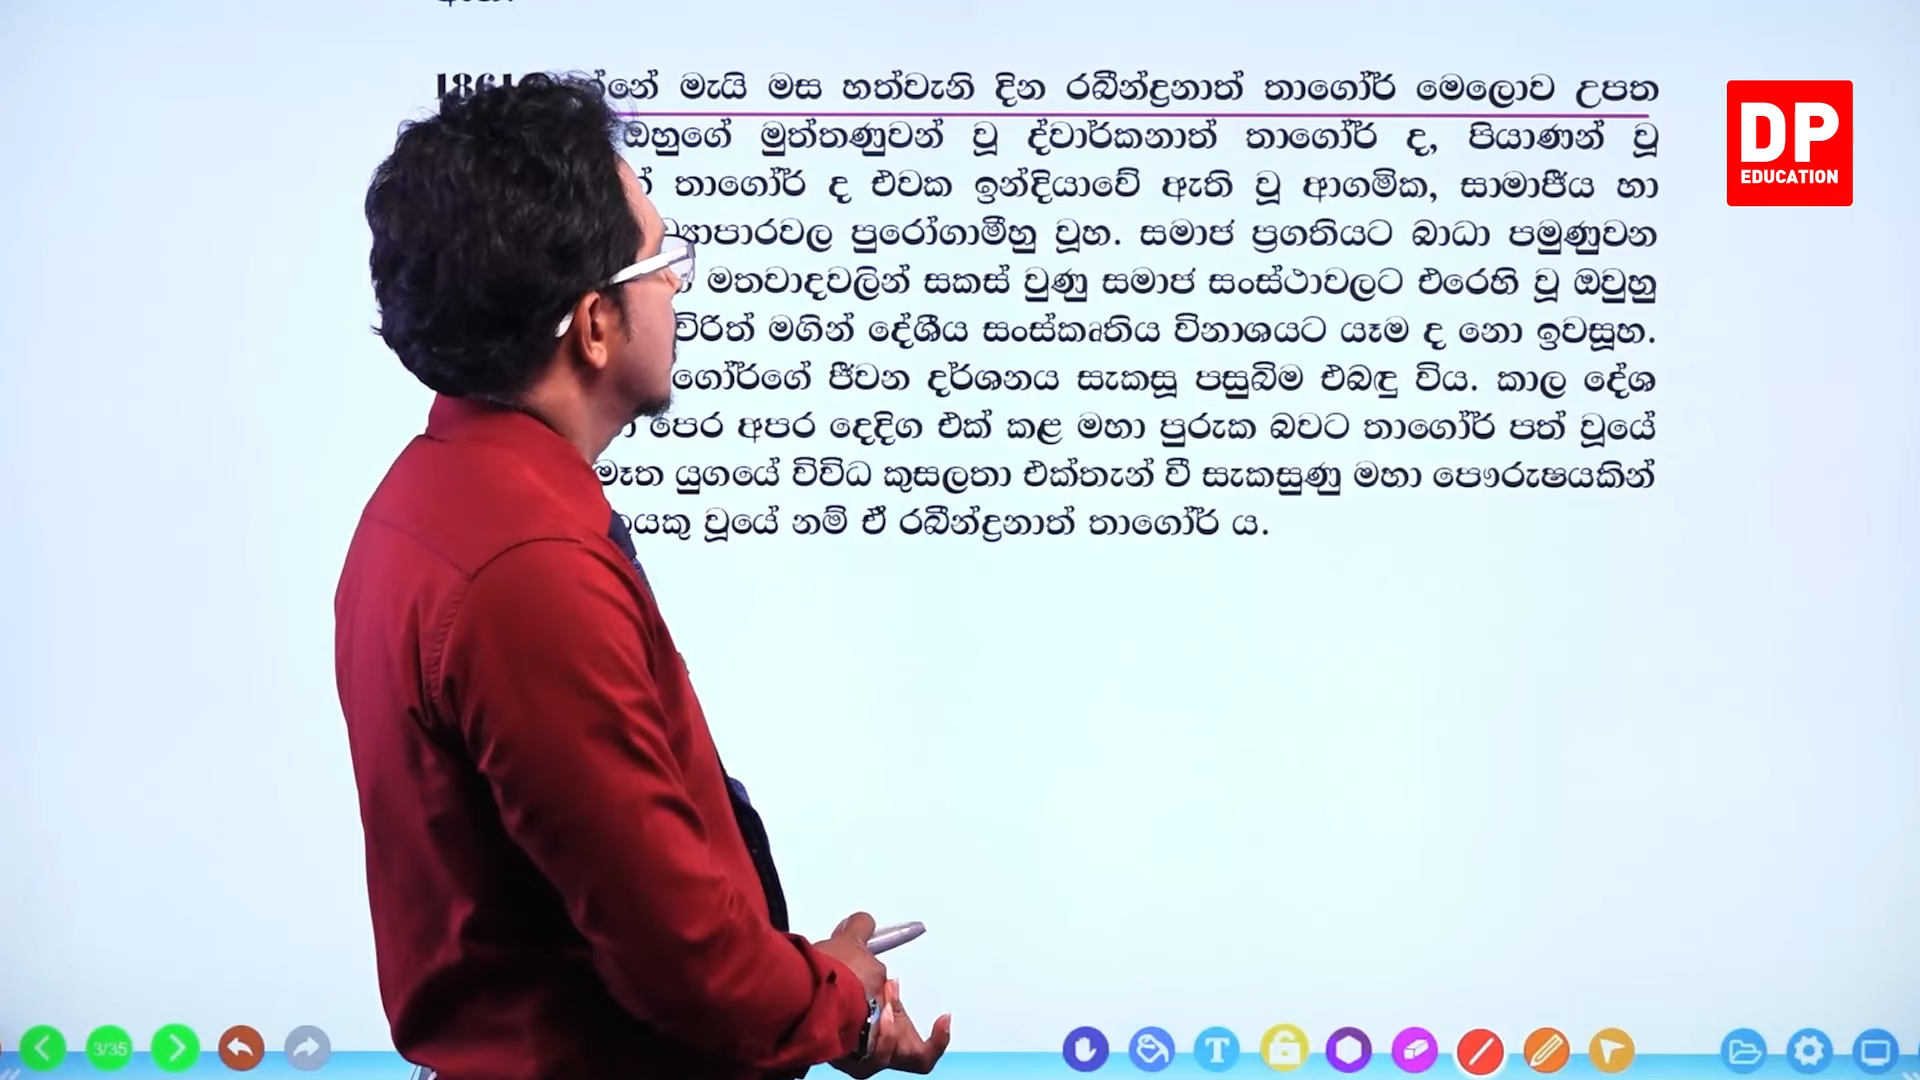 මැයි මස හත්වැනි දින රබීන්ද්‍රනාත් තාගෝර් මෙලොව උපත
ඔහුගේ මුත්තණුවන් වූ ද්වාර්කනාත් තාගෝර් ද, පියාණන් වූ
තාගෝර් ද එවක ඉන්දියාවේ ඇති වූ ආගමික, සාමාජීය හා
ව්‍යාපාරවල පුරෝගාමීහු වූහ. සමාජ ප්‍රගතියට බාධා පමුණුවන
මතවාදවලින් සකස් වුණු සමාජ සංස්ථාවලට එරෙහි වූ ඔවුහු
මගින් දේශීය සංස්කෘතිය විනාශයට යෑම ද නො ඉවසූහ.
ජීවන දර්ශනය සැකසූ පසුබිම එබඳු විය. කාල දේශ
පෙර අපර දෙදිග එක් කළ මහා පුරුක බවට තාගෝර් පත් වූයේ
මෑත යුගයේ විවිධ කුසලතා එක්තැන් වී සැකසුණු මහා පෞරුෂයකින්
වූයේ නම් ඒ රබීන්ද්‍රනාත් තාගෝර් ය.
DP
EDUCATION
3/35
T